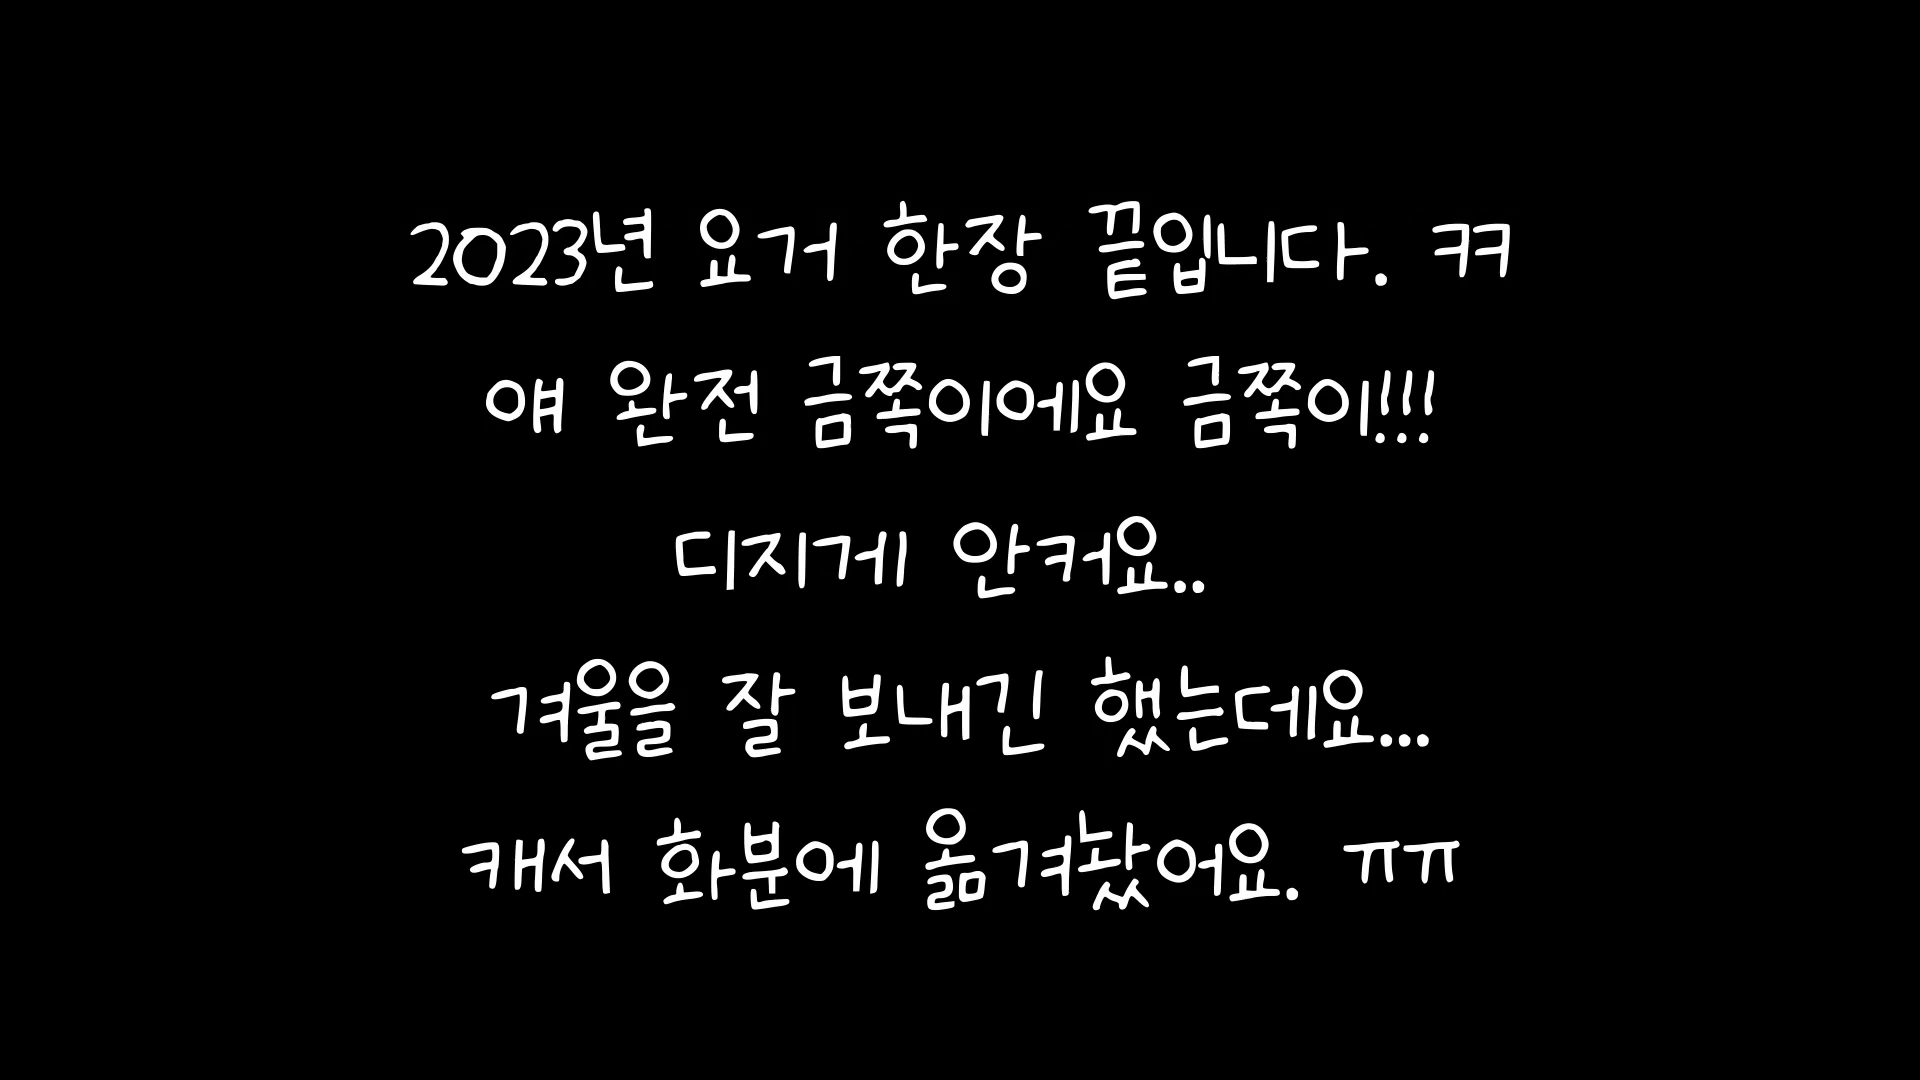 2023년 요거 한장 끝입니다. ㅋㅋ
얘 완전 금쪽이에요 금쪽이!!!
디지게 안커요..
겨울을 잘 보내긴 했는데요...
캐서 화분에 옮겨놨어요. ㅠㅠ